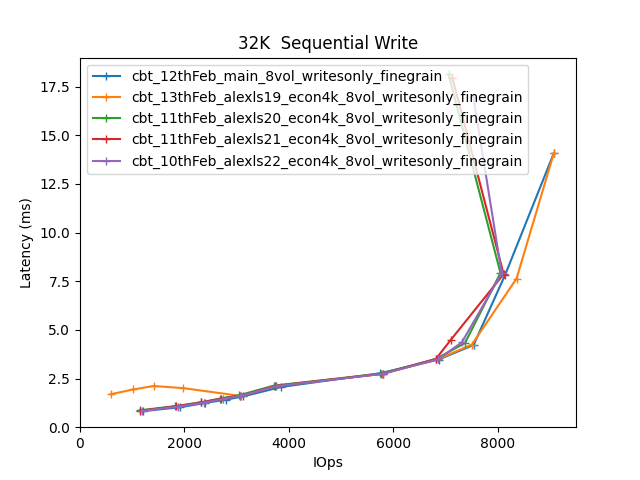 32K  Sequential Write
cbt_12thFeb_main_8vol_writesonly_finegrain
cbt_13thFeb_alexls19_econ4k_8vol_writesonly_finegrain
cbt_11thFeb_alexls20_econ4k_8vol_writesonly_finegrain
cbt_11thFeb_alexls21_econ4k_8vol_writesonly_finegrain
cbt_10thFeb_alexls22_econ4k_8vol_writesonly_finegrain
Latency (ms)
17.5
15.0
12.5
10.0
7.5
5.0
2.5
0.0
0 2000 4000 6000 8000
IOps